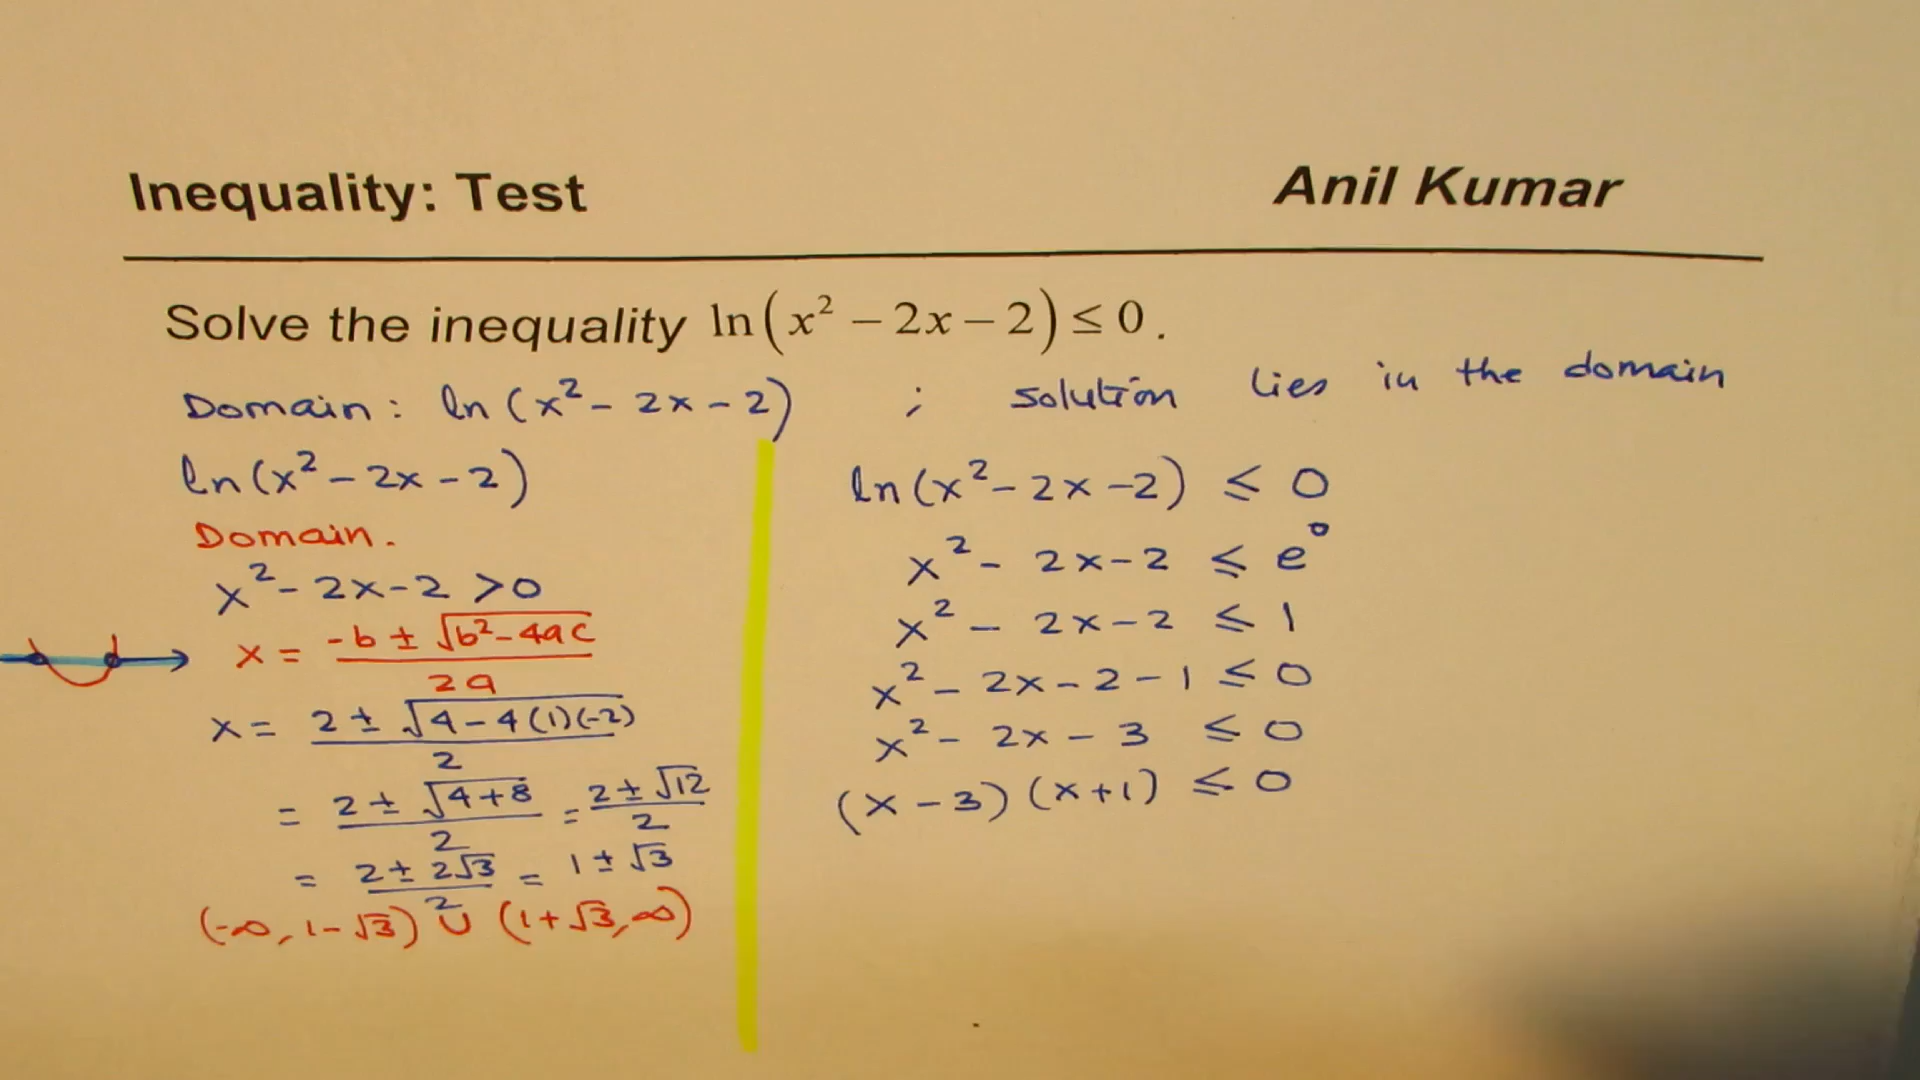 Inequality: Test
Anil Kumar
Solve the inequality ln(x² − 2x − 2) ≤ 0.
Domain: ln(x² - 2x - 2) ; solution lies in the domain
ln(x² - 2x - 2)
Domain.
x² - 2x - 2 > 0
x = (-b ± √(b² - 4ac)) / 2a
x = (2 ± √(4 - 4(1)(-2))) / 2
= (2 ± √(4+8)) / 2 = (2 ± √12) / 2
= (2 ± 2√3) / 2 = 1 ± √3
(-∞, 1-√3) ∪ (1+√3, ∞)
ln(x² - 2x - 2) ≤ 0
x² - 2x - 2 ≤ e⁰
x² - 2x - 2 ≤ 1
x² - 2x - 2 - 1 ≤ 0
x² - 2x - 3 ≤ 0
(x - 3)(x + 1) ≤ 0